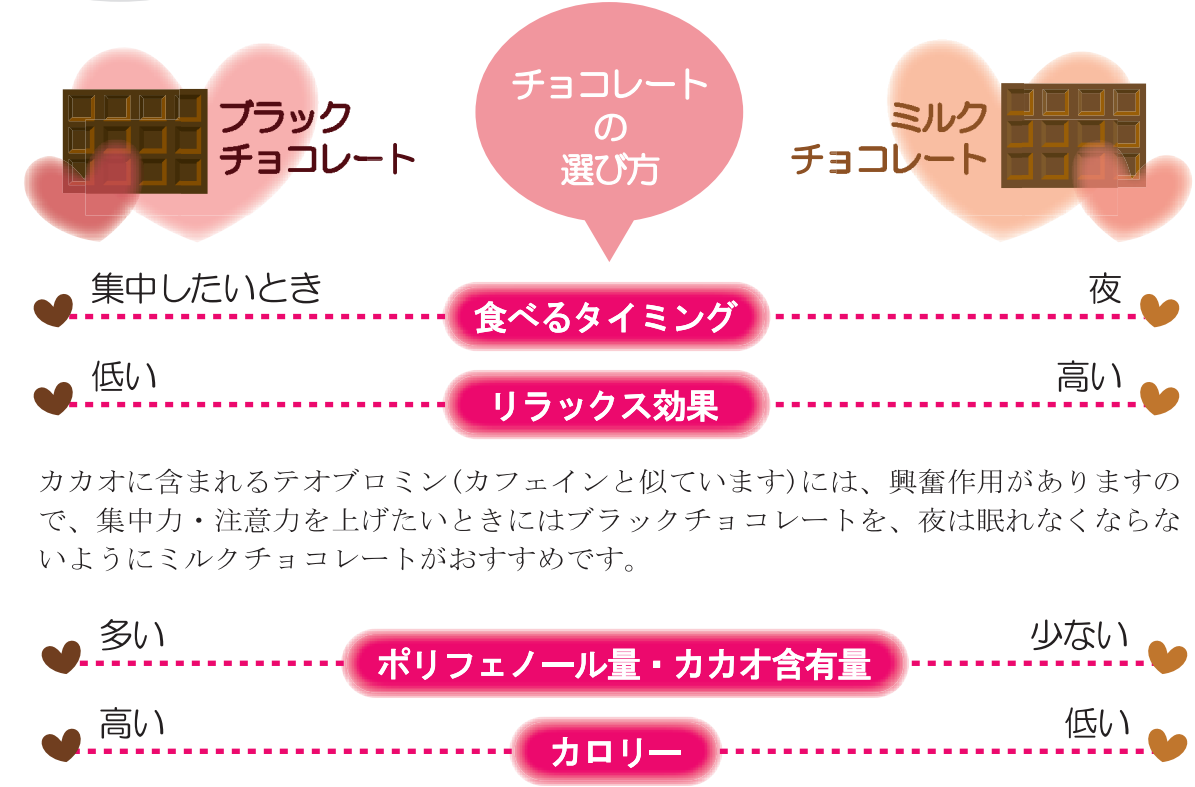 チョコレート
の
選び方
ブラック
チョコレート
ミルク
チョコレート
集中したいとき
食べるタイミング
夜
低い
リラックス効果
高い
カカオに含まれるテオブロミン(カフェインと似ています)には、興奮作用がありますの
で、集中力・注意力を上げたいときにはブラックチョコレートを、夜は眠れなくならな
いようにミルクチョコレートがおすすめです。
多い
ポリフェノール量・カカオ含有量
少ない
高い
カロリー
低い